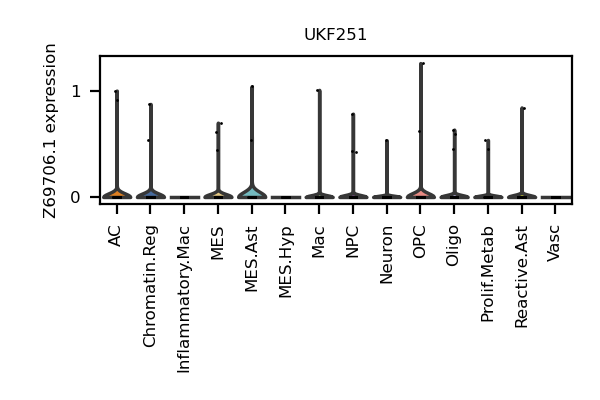 UKF251
Z69706.1 expression
1
0
AC
Chromatin.Reg
Inflammatory.Mac
MES
MES.Ast
MES.Hyp
Mac
NPC
Neuron
OPC
Oligo
Prolif.Metab
Reactive.Ast
Vasc